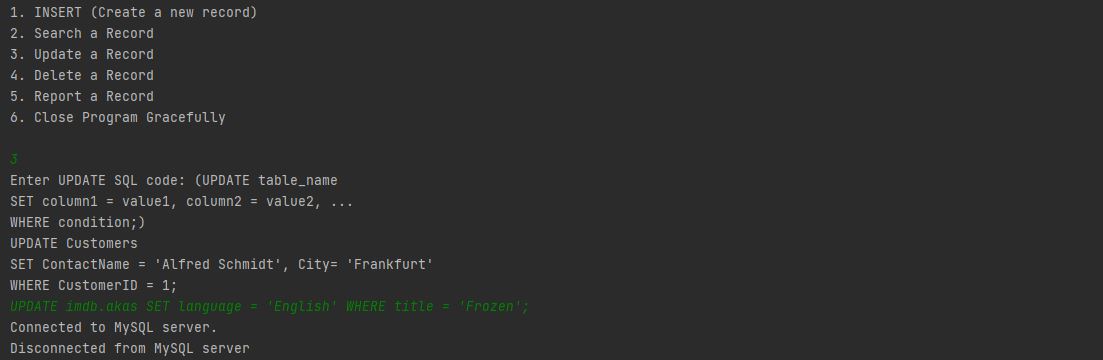 1. INSERT (Create a new record)
2. Search a Record
3. Update a Record
4. Delete a Record
5. Report a Record
6. Close Program Gracefully
3
Enter UPDATE SQL code: (UPDATE table_name
SET column1 = value1, column2 = value2, ...
WHERE condition;)
UPDATE Customers
SET ContactName = 'Alfred Schmidt', City= 'Frankfurt'
WHERE CustomerID = 1;
UPDATE imdb.akas SET language = 'English' WHERE title = 'Frozen';
Connected to MySQL server.
Disconnected from MySQL server